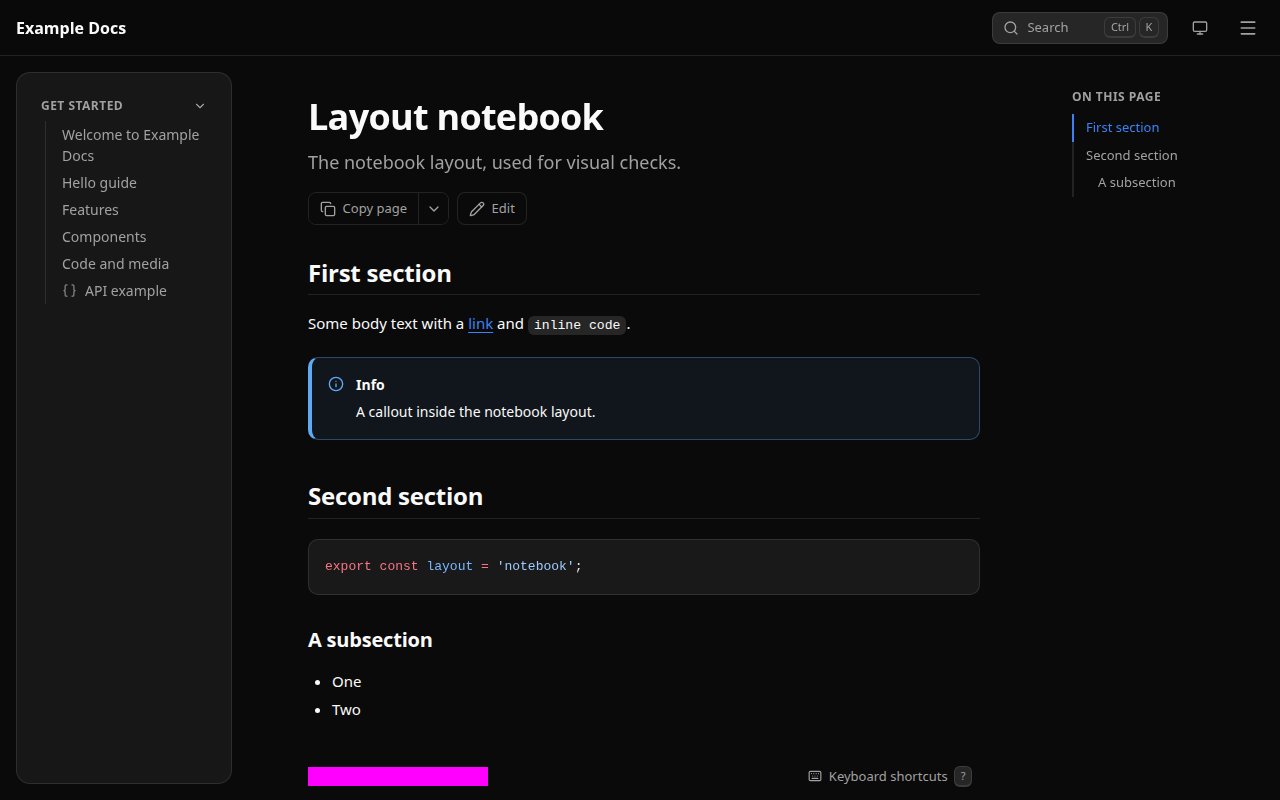 Example Docs
Search Ctrl K
GET STARTED
Welcome to Example
Docs
Hello guide
Features
Components
Code and media
API example
Layout notebook
The notebook layout, used for visual checks.
Copy page
Edit
First section
Some body text with a link and inline code.
Info
A callout inside the notebook layout.
Second section
export const layout = 'notebook';
A subsection
One
Two
Keyboard shortcuts ?
ON THIS PAGE
First section
Second section
A subsection